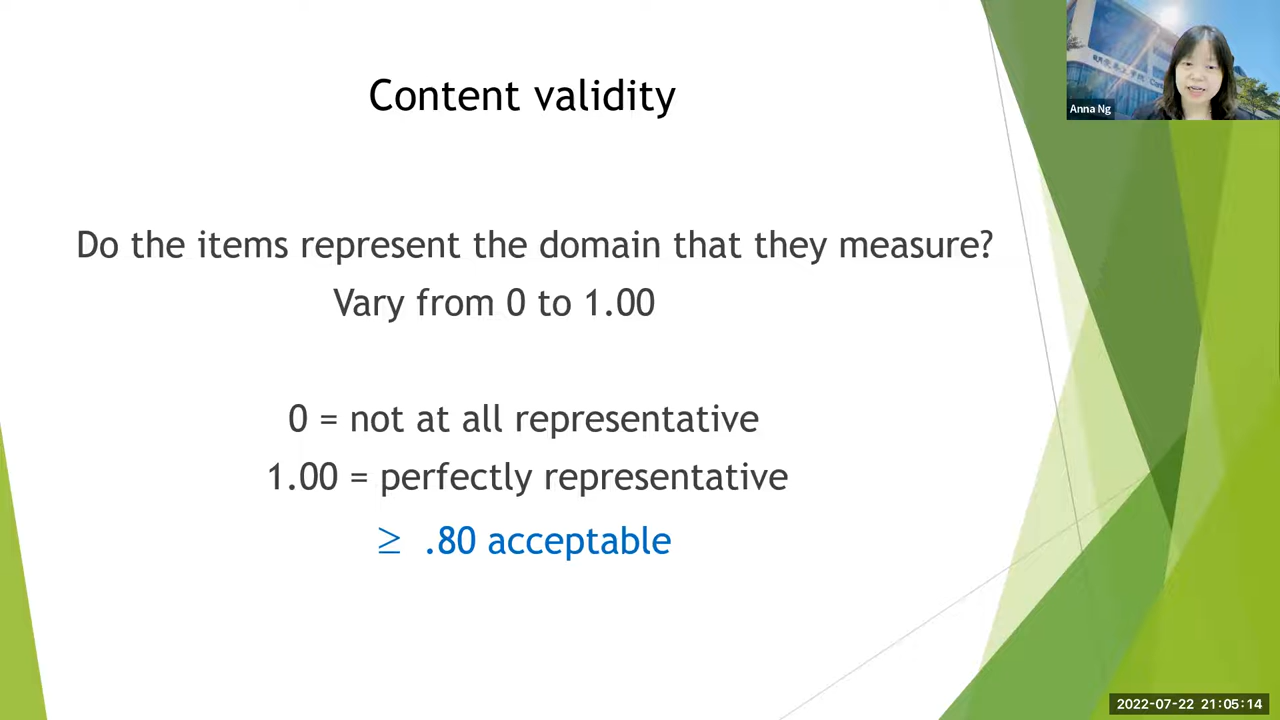 Content validity
Do the items represent the domain that they measure?
Vary from 0 to 1.00
0 = not at all representative
1.00 = perfectly representative
≥ .80 acceptable
Anna Ng
2022-07-22 21:05:14